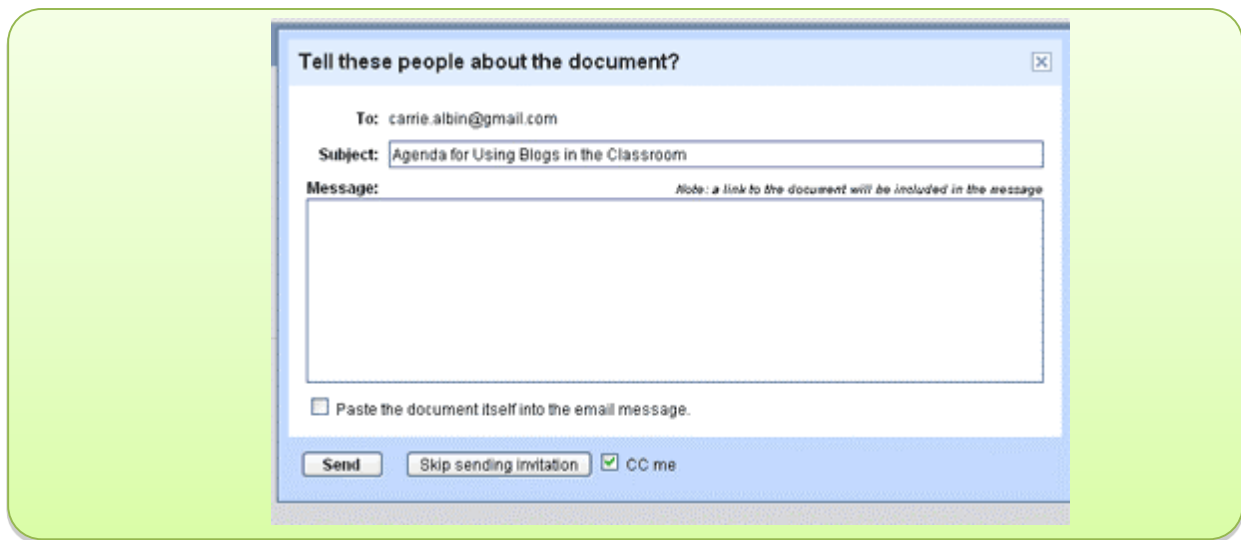 Tell these people about the document?
To: carrie.albin@gmail.com
Subject: Agenda for Using Blogs in the Classroom
Message: Note: a link to the document will be included in the message
Paste the document itself into the email message.
Send Skip sending invitation CC me